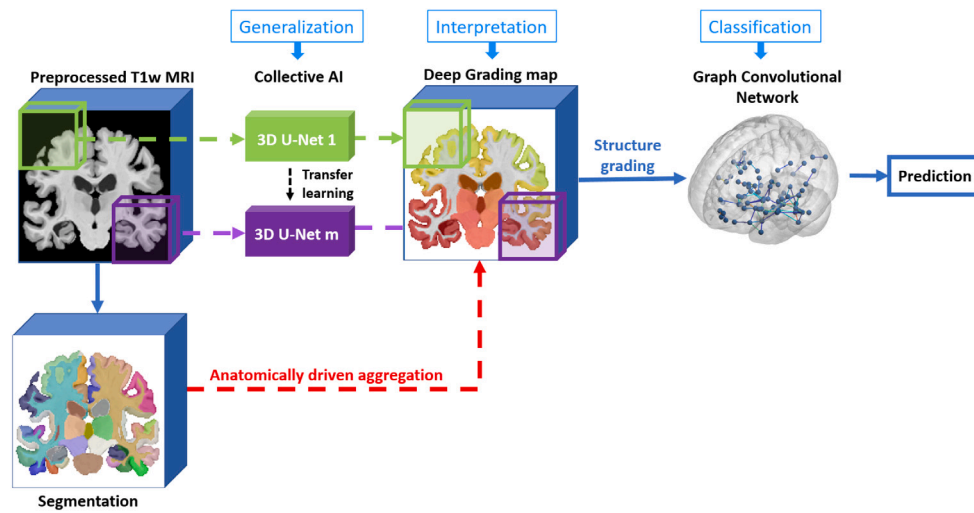 Generalization
Interpretation
Classification
Preprocessed T1w MRI
Collective AI
Deep Grading map
Graph Convolutional
Network
3D U-Net 1
Transfer
learning
3D U-Net m
Structure
grading
Prediction
Anatomically driven aggregation
Segmentation